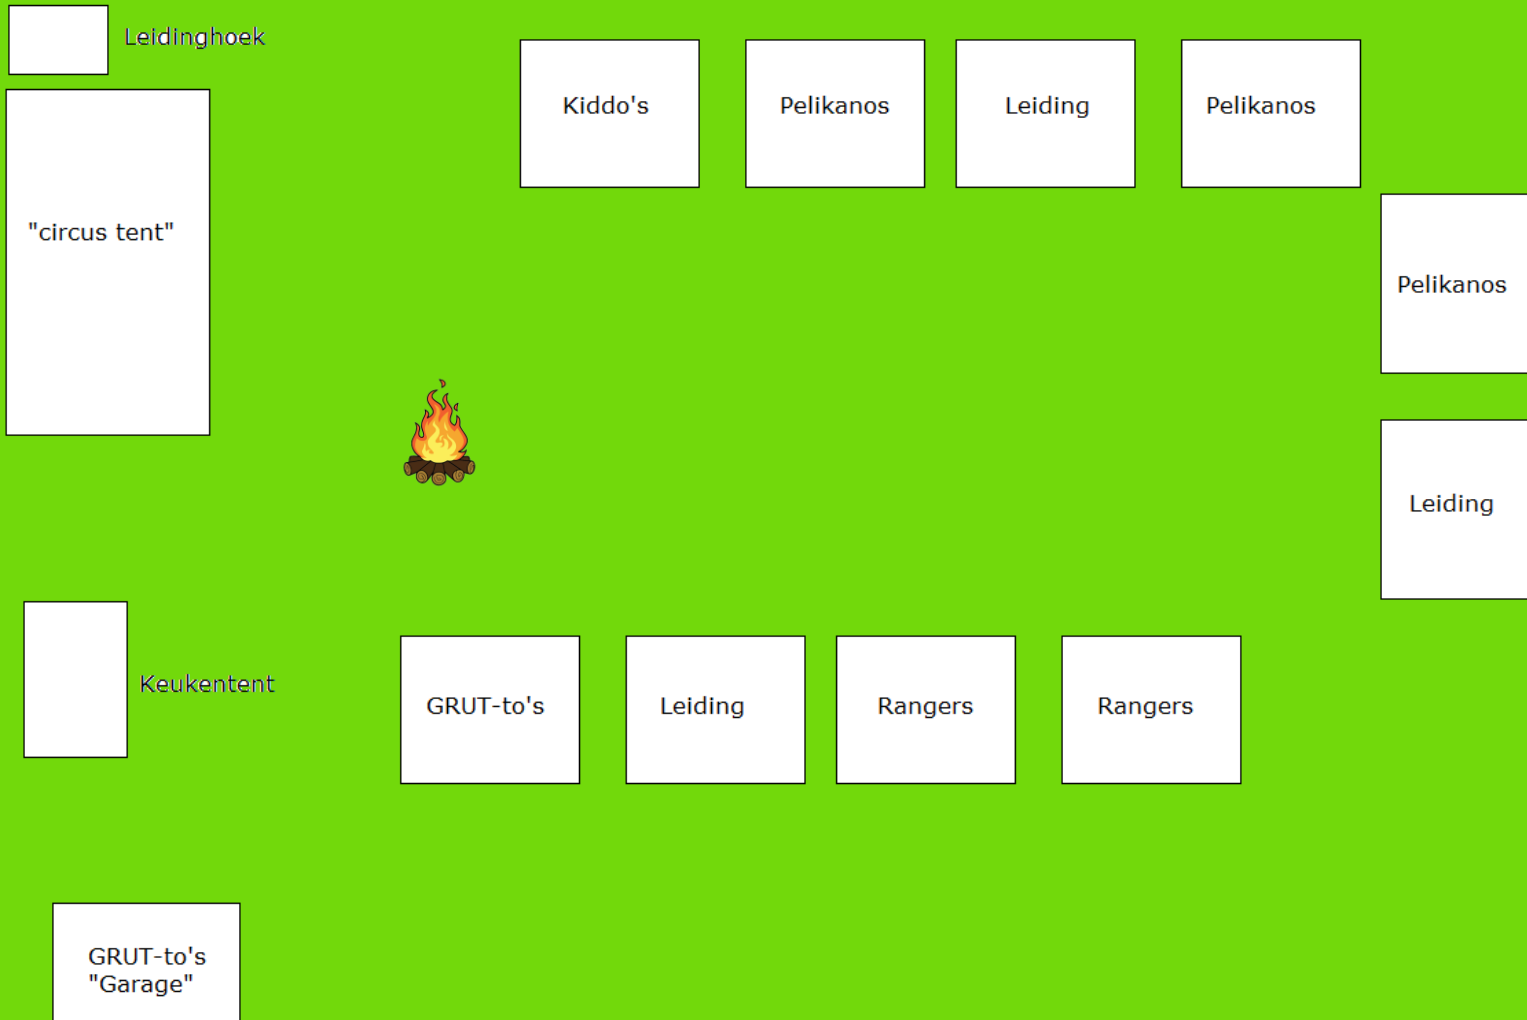 Leidinghoek
Kiddo's
Pelikanos
Leiding
Pelikanos
"circus tent"
Pelikanos
Leiding
Keukentent
GRUT-to's
Leiding
Rangers
Rangers
GRUT-to's
"Garage"